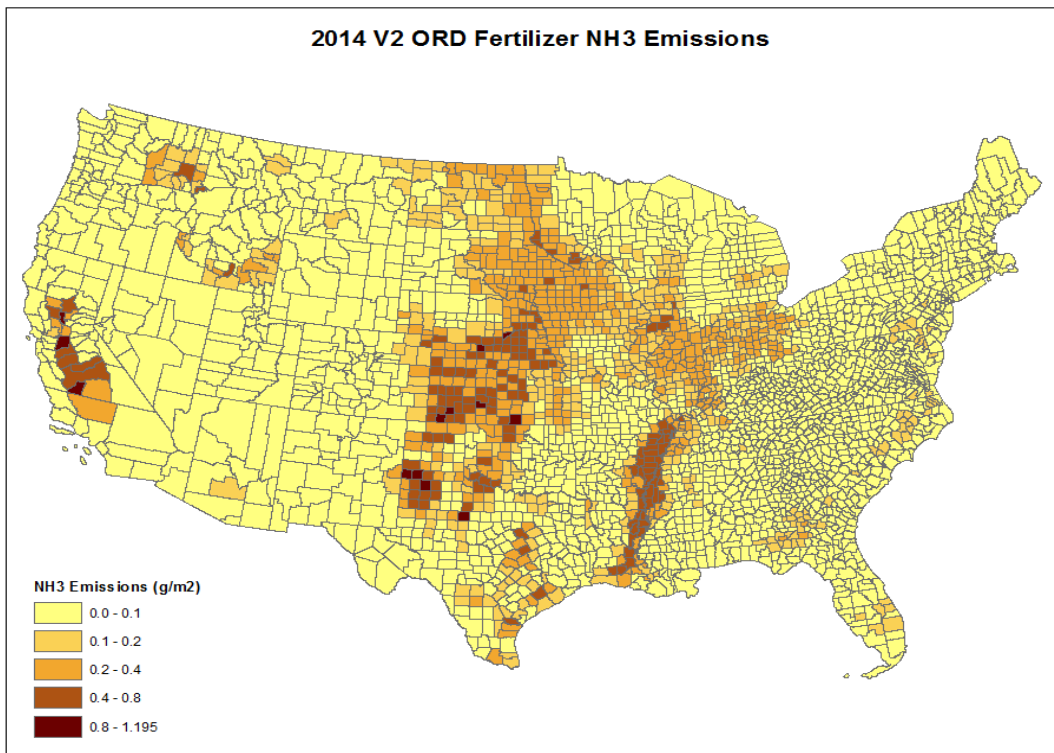 2014 V2 ORD Fertilizer NH3 Emissions
NH3 Emissions (g/m2)
0.0 - 0.1
0.1 - 0.2
0.2 - 0.4
0.4 - 0.8
0.8 - 1.195